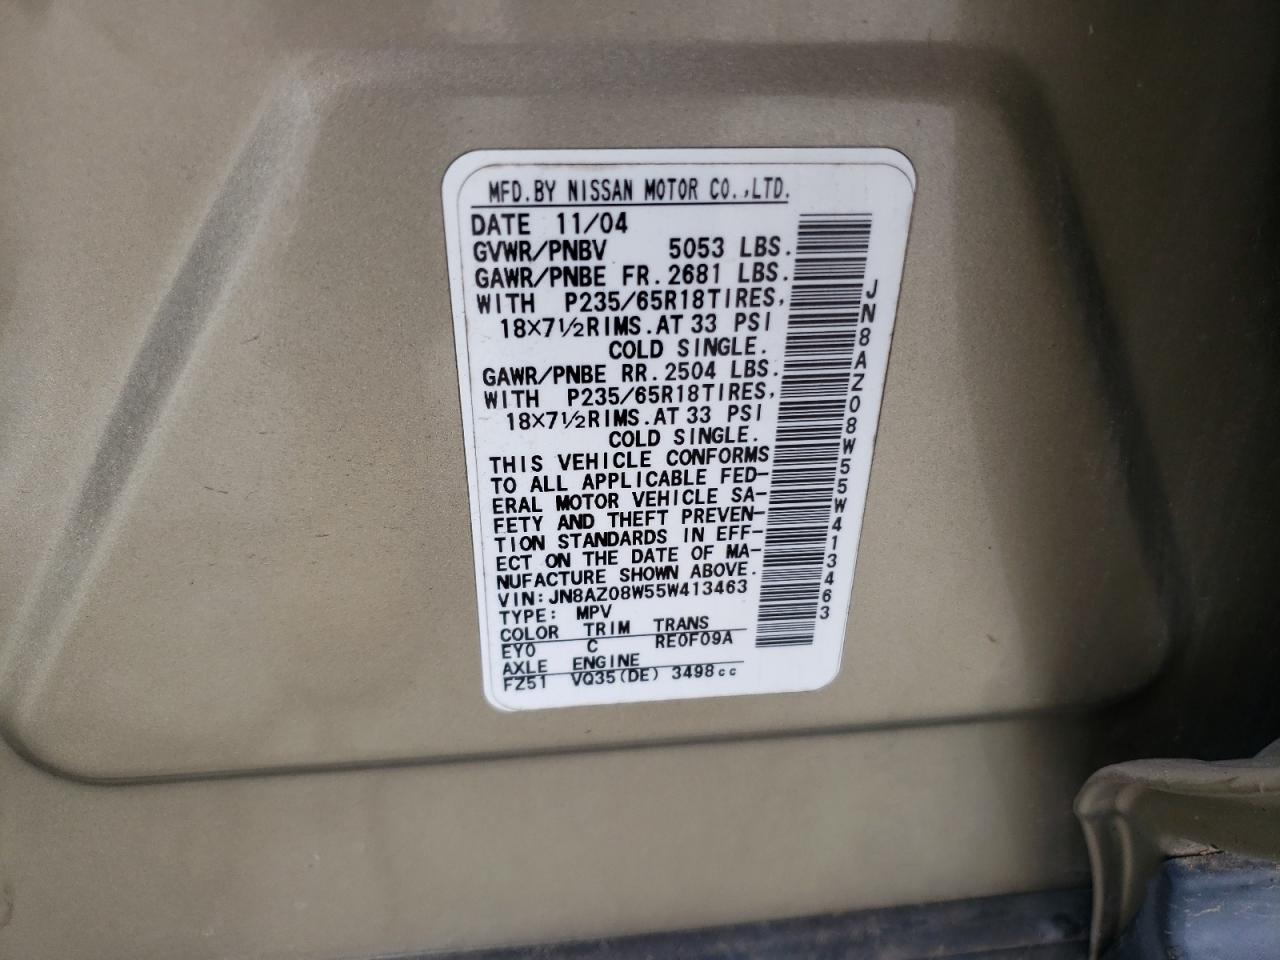 MFD.BY NISSAN MOTOR CO.,LTD.
DATE 11/04
GVWR/PNBV 5053 LBS.
GAWR/PNBE FR.2681 LBS.
WITH P235/65R18TIRES,
18×7½RIMS.AT 33 PSI
COLD SINGLE.
GAWR/PNBE RR.2504 LBS.
WITH P235/65R18TIRES,
18×7½RIMS.AT 33 PSI
COLD SINGLE.
THIS VEHICLE CONFORMS
TO ALL APPLICABLE FED-
ERAL MOTOR VEHICLE SA-
FETY AND THEFT PREVEN-
TION STANDARDS IN EFF-
ECT ON THE DATE OF MA-
NUFACTURE SHOWN ABOVE.
VIN:JN8AZ08W55W413463
TYPE: MPV
COLOR TRIM TRANS
EY0 C RE0F09A
AXLE ENGINE
FZ51 VQ35(DE) 3498cc
JN8AZ08W55W413463